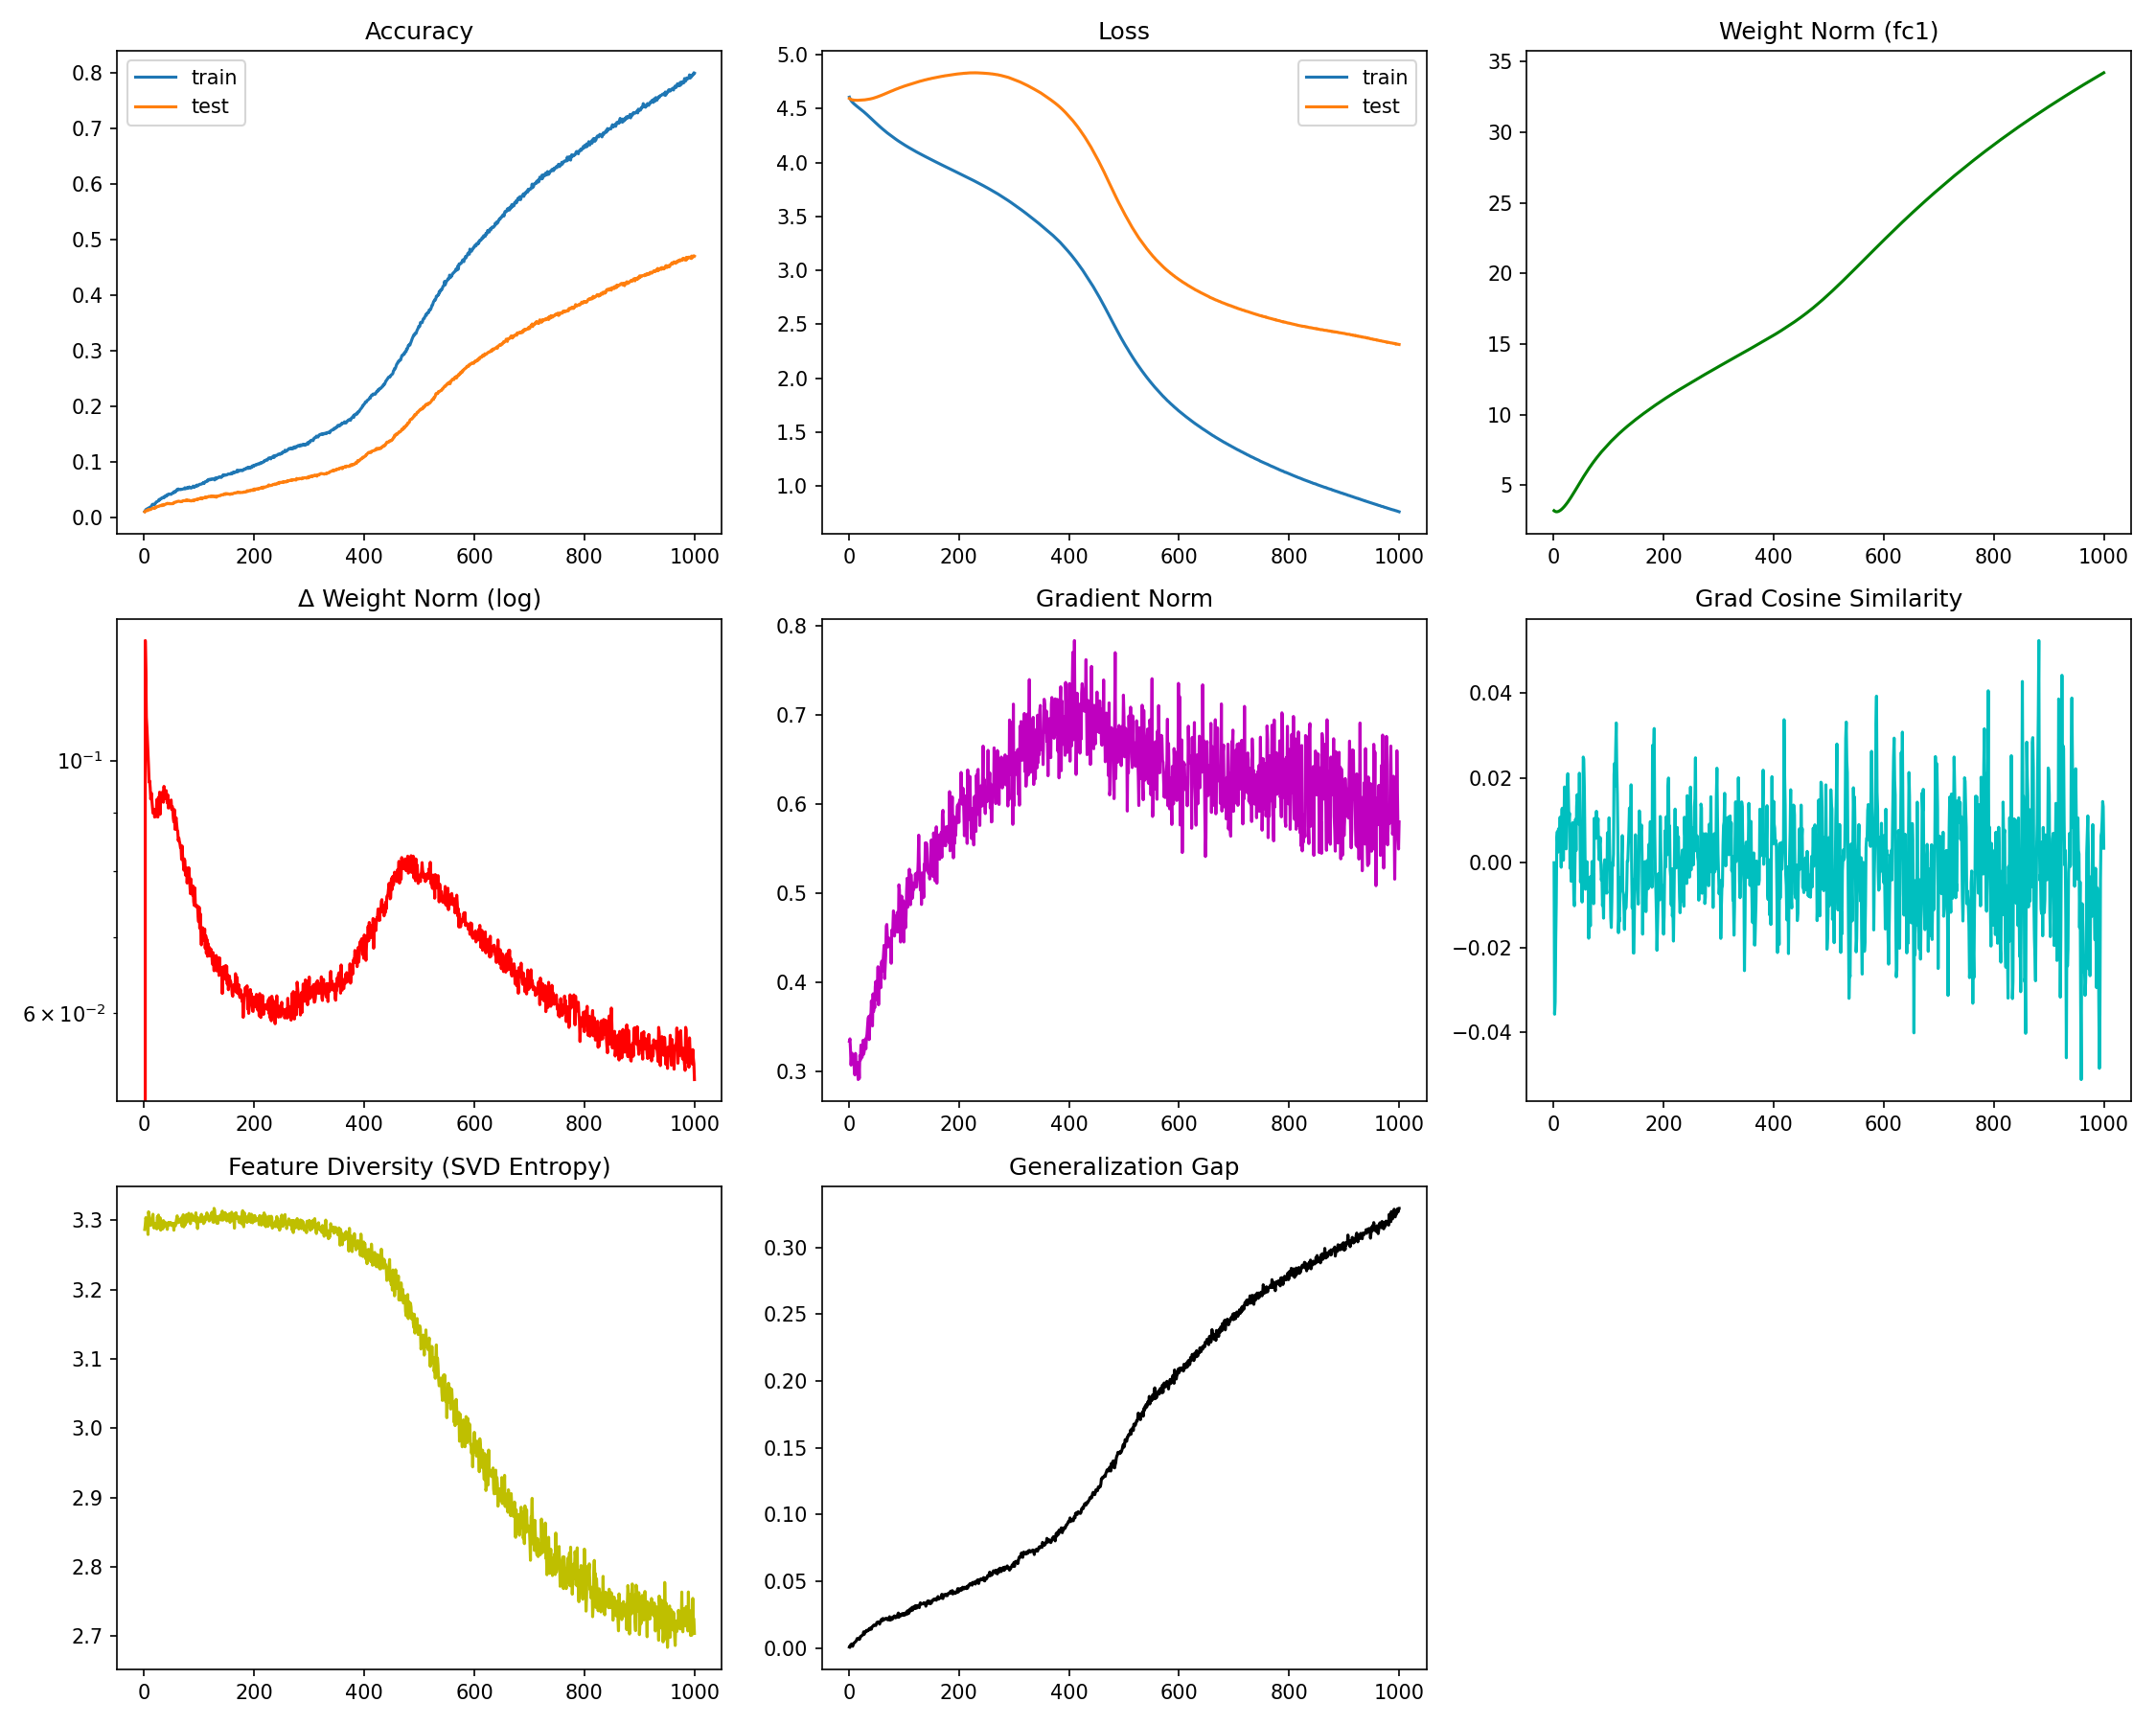 Accuracy
train
test
0.8
0.7
0.6
0.5
0.4
0.3
0.2
0.1
0.0
0 200 400 600 800 1000
Loss
train
test
5.0
4.5
4.0
3.5
3.0
2.5
2.0
1.5
1.0
0 200 400 600 800 1000
Weight Norm (fc1)
35
30
25
20
15
10
5
0 200 400 600 800 1000
Δ Weight Norm (log)
10⁻¹
6 × 10⁻²
0 200 400 600 800 1000
Gradient Norm
0.8
0.7
0.6
0.5
0.4
0.3
0 200 400 600 800 1000
Grad Cosine Similarity
0.04
0.02
0.00
−0.02
−0.04
0 200 400 600 800 1000
Feature Diversity (SVD Entropy)
3.3
3.2
3.1
3.0
2.9
2.8
2.7
0 200 400 600 800 1000
Generalization Gap
0.30
0.25
0.20
0.15
0.10
0.05
0.00
0 200 400 600 800 1000